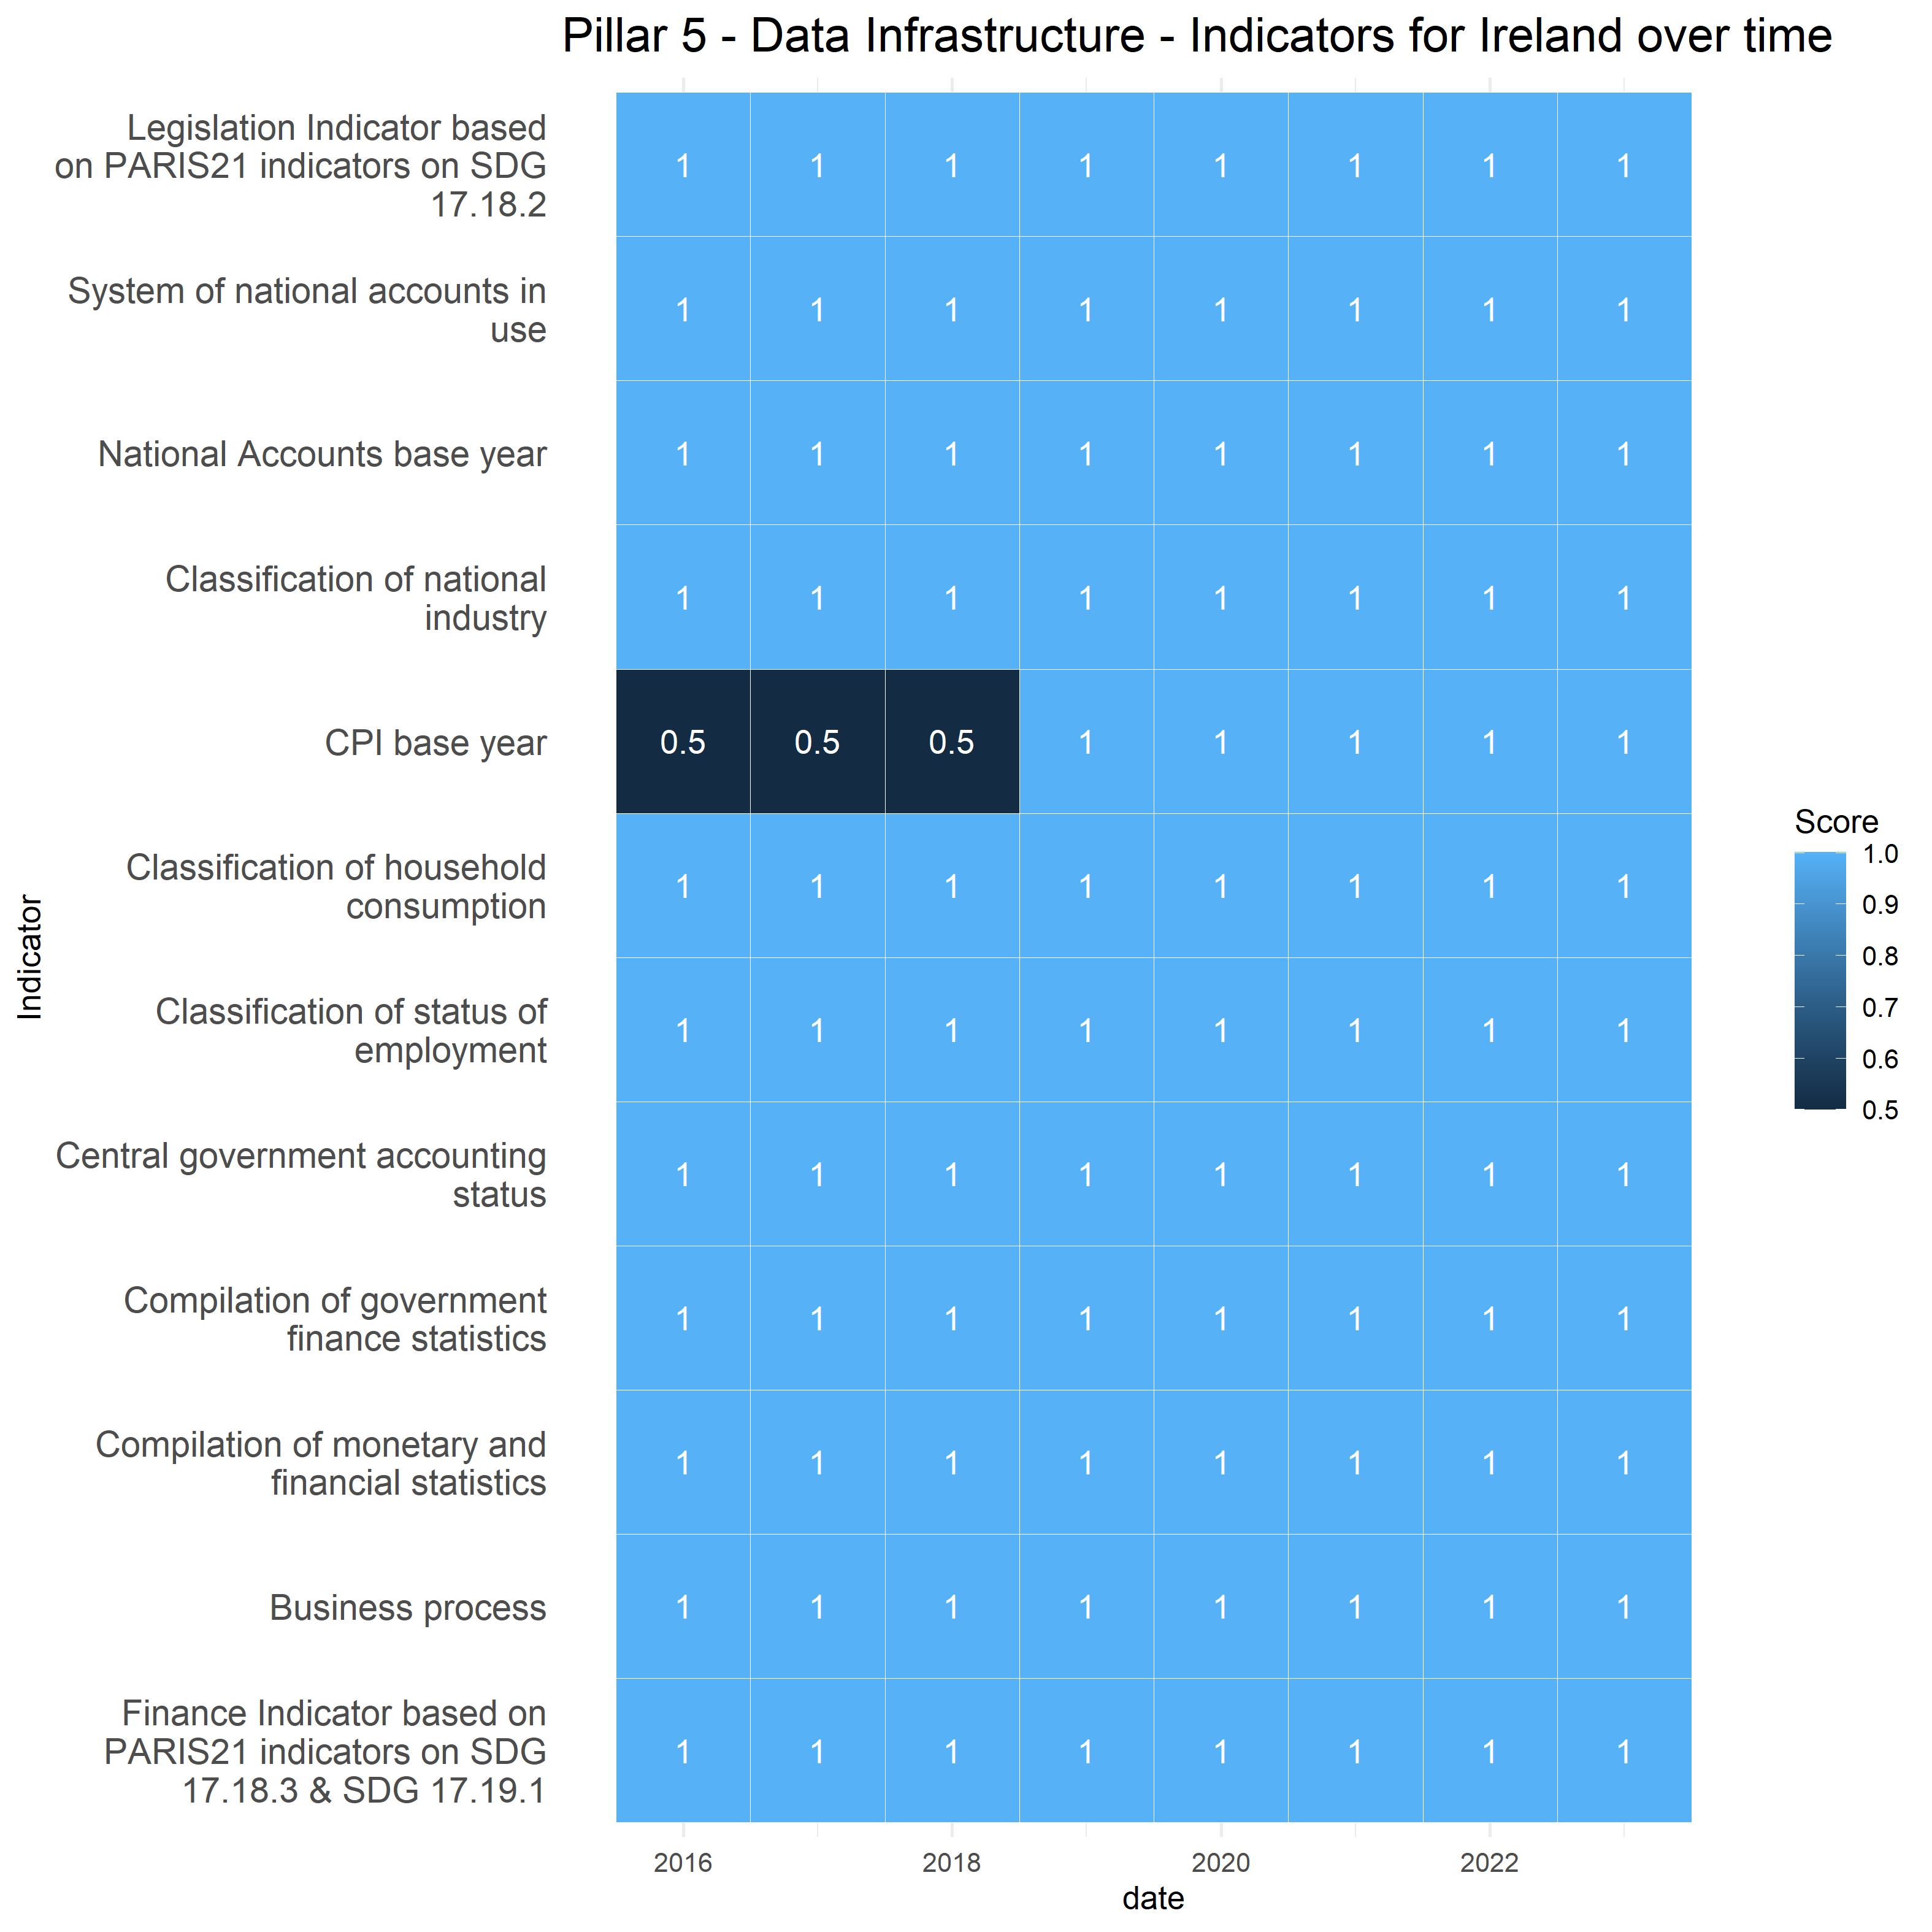 Pillar 5 - Data Infrastructure - Indicators for Ireland over time
Legislation Indicator based
on PARIS21 indicators on SDG
17.18.2
1 1 1 1 1 1 1 1
System of national accounts in
use
1 1 1 1 1 1 1 1
National Accounts base year
1 1 1 1 1 1 1 1
Classification of national
industry
1 1 1 1 1 1 1 1
CPI base year
0.5 0.5 0.5 1 1 1 1 1
Classification of household
consumption
1 1 1 1 1 1 1 1
Classification of status of
employment
1 1 1 1 1 1 1 1
Central government accounting
status
1 1 1 1 1 1 1 1
Compilation of government
finance statistics
1 1 1 1 1 1 1 1
Compilation of monetary and
financial statistics
1 1 1 1 1 1 1 1
Business process
1 1 1 1 1 1 1 1
Finance Indicator based on
PARIS21 indicators on SDG
17.18.3 & SDG 17.19.1
1 1 1 1 1 1 1 1
Indicator
2016 2018 2020 2022
date
Score
1.0
0.9
0.8
0.7
0.6
0.5